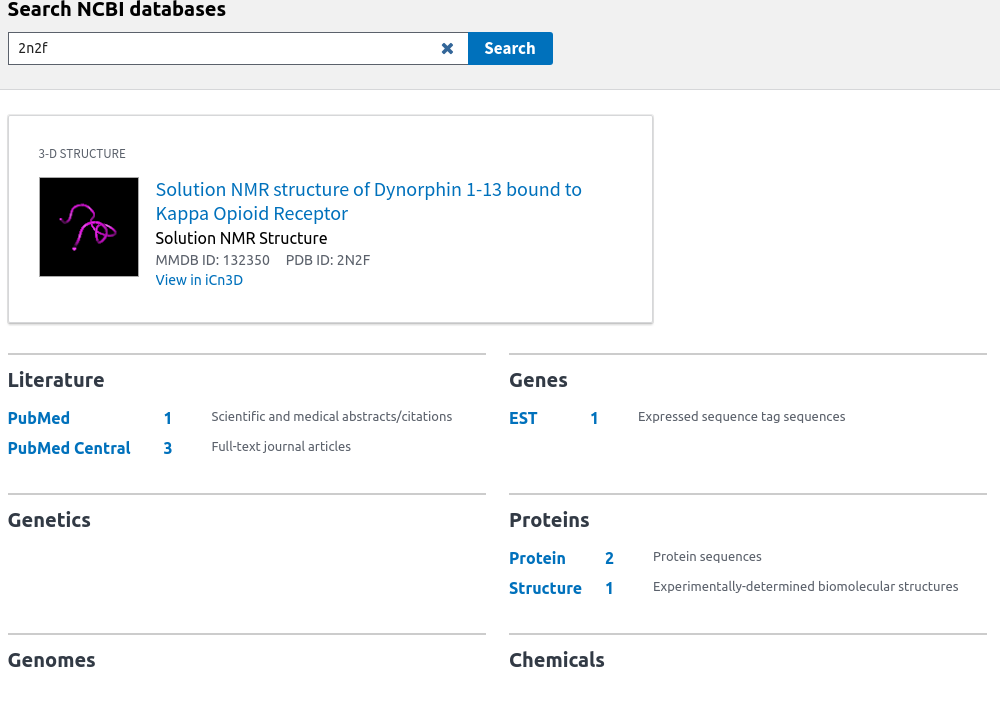 Search NCBI databases
2n2f
Search
3-D STRUCTURE
Solution NMR structure of Dynorphin 1-13 bound to
Kappa Opioid Receptor
Solution NMR Structure
MMDB ID: 132350 PDB ID: 2N2F
View in iCn3D
Literature
PubMed 1 Scientific and medical abstracts/citations
PubMed Central 3 Full-text journal articles
Genes
EST 1 Expressed sequence tag sequences
Genetics
Proteins
Protein 2 Protein sequences
Structure 1 Experimentally-determined biomolecular structures
Genomes
Chemicals